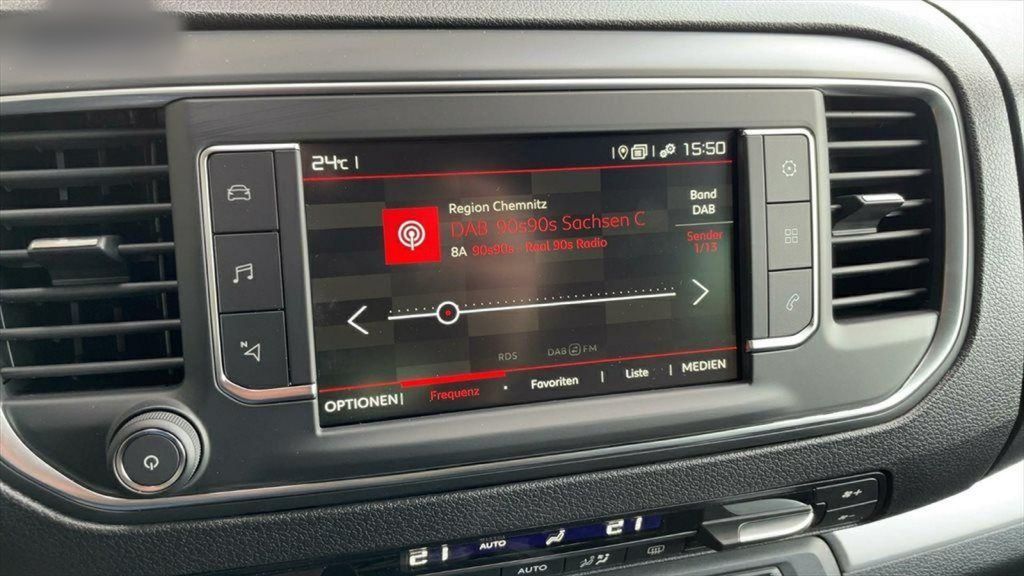 24°C
15:50
Region Chemnitz
DAB 90s90s Sachsen C
8A 90s90s - Real 90s Radio
Band
DAB
Sender
1/13
RDS DAB FM
OPTIONEN Frequenz Favoriten Liste MEDIEN
N
21 AUTO 21
AUTO